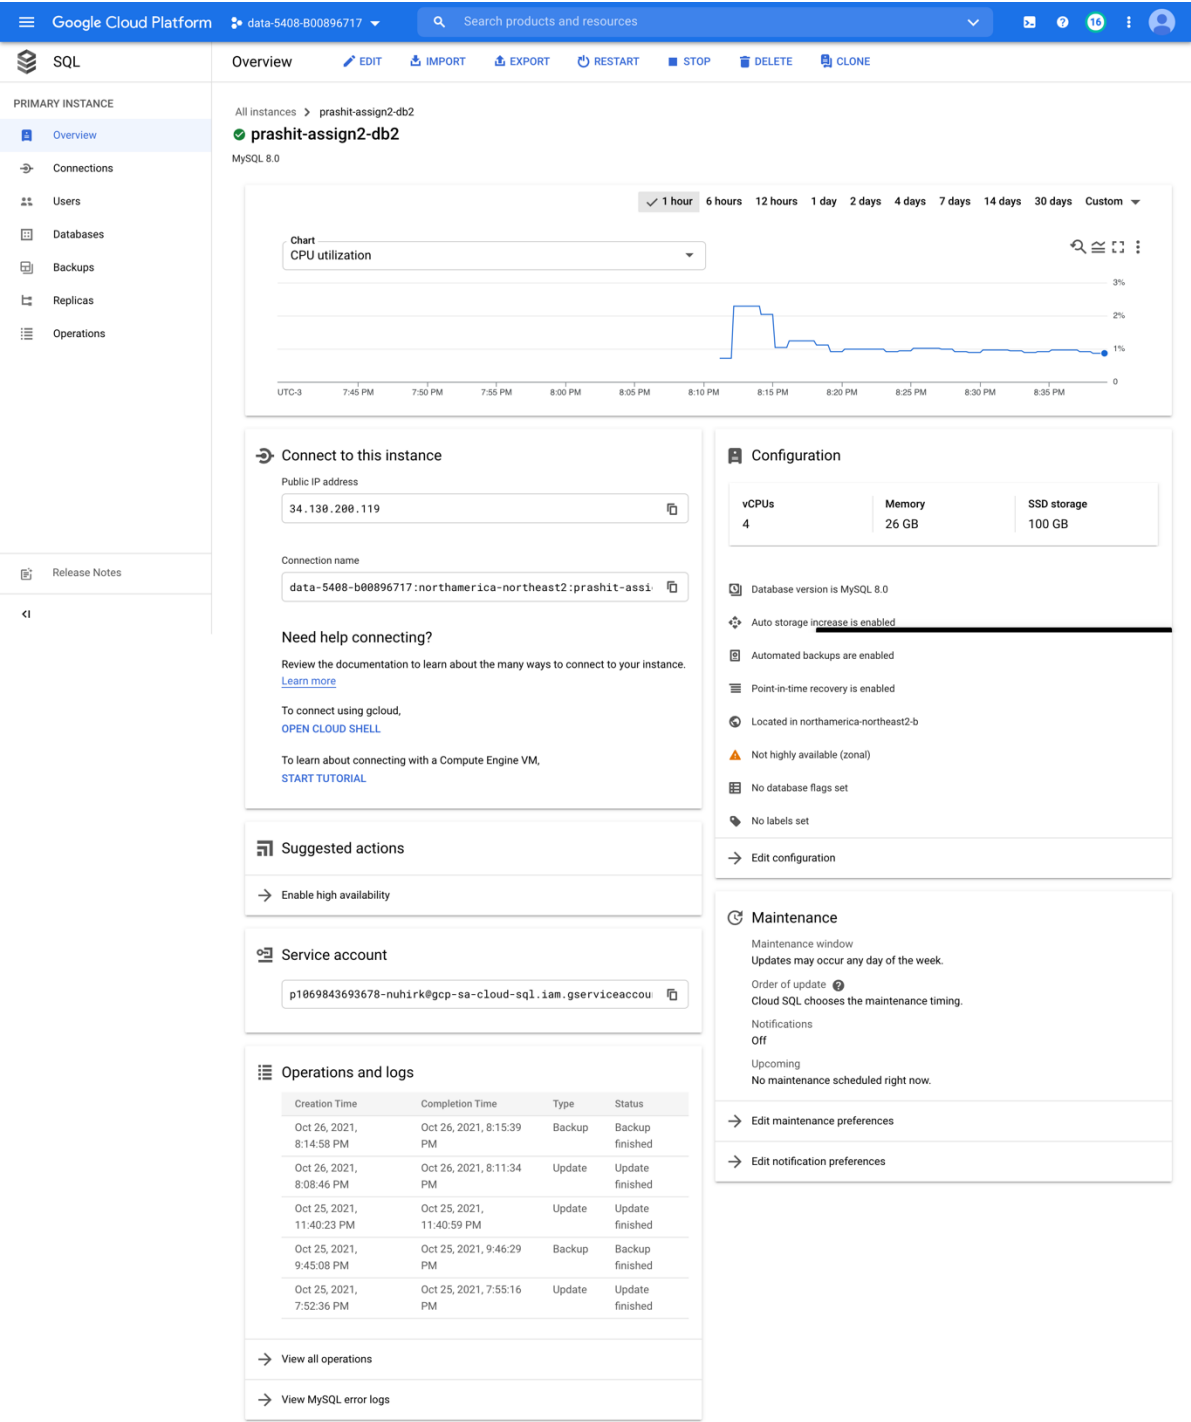 Google Cloud Platform
data-5408-B00896717
Search products and resources
16
SQL
Overview
EDIT
IMPORT
EXPORT
RESTART
STOP
DELETE
CLONE
PRIMARY INSTANCE
Overview
Connections
Users
Databases
Backups
Replicas
Operations
Release Notes
All instances
prashit-assign2-db2
prashit-assign2-db2
MySQL 8.0
1 hour
6 hours
12 hours
1 day
2 days
4 days
7 days
14 days
30 days
Custom
Chart
CPU utilization
3%
2%
1%
0
UTC-3
7:45 PM
7:50 PM
7:55 PM
8:00 PM
8:05 PM
8:10 PM
8:15 PM
8:20 PM
8:25 PM
8:30 PM
8:35 PM
Connect to this instance
Public IP address
34.130.200.119
Connection name
data-5408-b00896717:northamerica-northeast2:prashit-assi
Need help connecting?
Review the documentation to learn about the many ways to connect to your instance.
Learn more
To connect using gcloud,
OPEN CLOUD SHELL
To learn about connecting with a Compute Engine VM,
START TUTORIAL
Suggested actions
Enable high availability
Service account
p1069843693678-nuhirk@gcp-sa-cloud-sql.iam.gserviceaccou
Operations and logs
Creation Time Completion Time Type Status
Oct 26, 2021, Oct 26, 2021, 8:15:39 Backup Backup
8:14:58 PM PM finished
Oct 26, 2021, Oct 26, 2021, 8:11:34 Update Update
8:08:46 PM PM finished
Oct 25, 2021, Oct 25, 2021, Update Update
11:40:23 PM 11:40:59 PM finished
Oct 25, 2021, Oct 25, 2021, 9:46:29 Backup Backup
9:45:08 PM PM finished
Oct 25, 2021, Oct 25, 2021, 7:55:16 Update Update
7:52:36 PM PM finished
View all operations
View MySQL error logs
Configuration
vCPUs Memory SSD storage
4 26 GB 100 GB
Database version is MySQL 8.0
Auto storage increase is enabled
Automated backups are enabled
Point-in-time recovery is enabled
Located in northamerica-northeast2-b
Not highly available (zonal)
No database flags set
No labels set
Edit configuration
Maintenance
Maintenance window
Updates may occur any day of the week.
Order of update
Cloud SQL chooses the maintenance timing.
Notifications
Off
Upcoming
No maintenance scheduled right now.
Edit maintenance preferences
Edit notification preferences